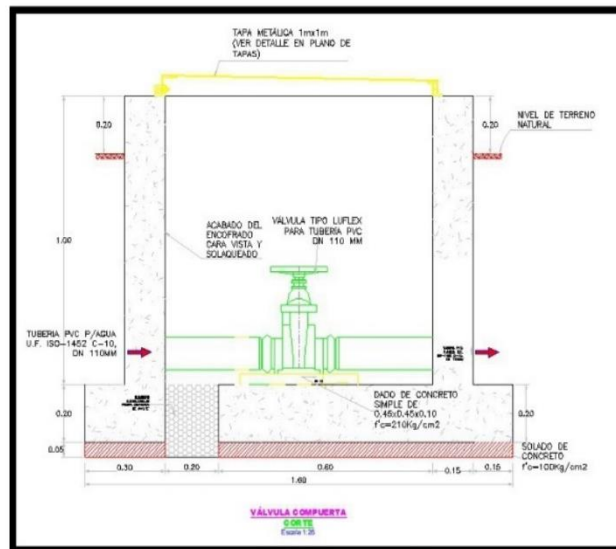 TAPA METÁLICA 1mx1m
(VER DETALLE EN PLANO DE
TAPAS)
0.20
0.20
NIVEL DE TERRENO
NATURAL
1.00
ACABADO DEL
ENCOFRADO
CARA VISTA Y
SOLAQUEADO
VÁLVULA TIPO LUFLEX
PARA TUBERÍA PVC
DN 110 MM
TUBERIA PVC P/AGUA
U.F. ISO-1452 C-10,
DN 110MM
DADO DE CONCRETO
SIMPLE DE
0.45x0.45x0.10
f'c=210Kg/cm2
0.20
0.20
0.05
SOLADO DE
CONCRETO
f'c=100Kg/cm2
0.30
0.20
0.80
0.15
0.15
1.60
VÁLVULA COMPUERTA
CORTE
Escala 1:25